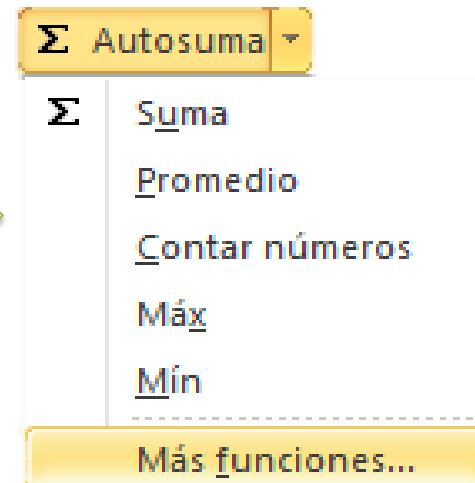 Σ Autosuma
Σ Suma
Promedio
Contar números
Máx
Mín
Más funciones...